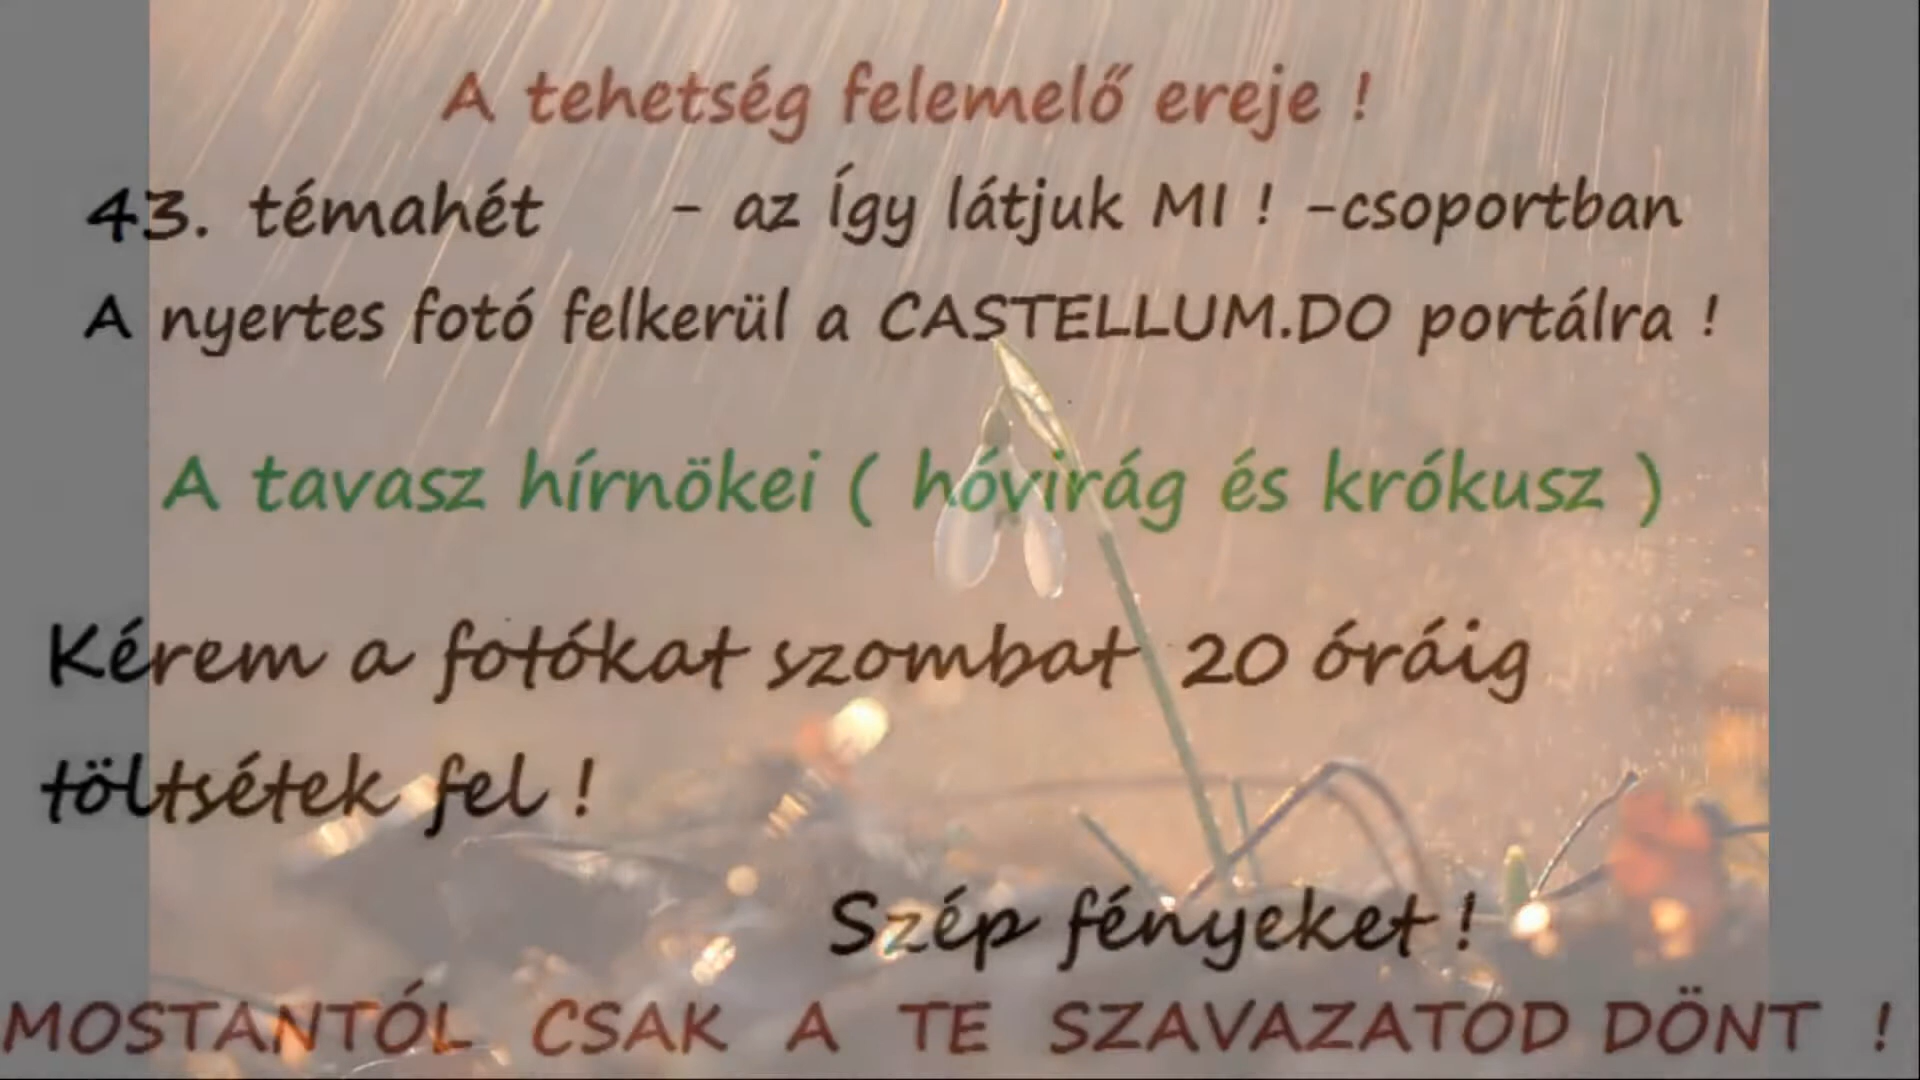 A tehetség felemelő ereje !
43. témahét - az Így látjuk MI ! -csoportban
A nyertes fotó felkerül a CASTELLUM.DO portálra !
A tavasz hírnökei ( hóvirág és krókusz )
Kérem a fotókat szombat 20 óráig
töltsétek fel !
Szép fényeket !
MOSTANTÓL CSAK A TE SZAVAZATOD DÖNT !